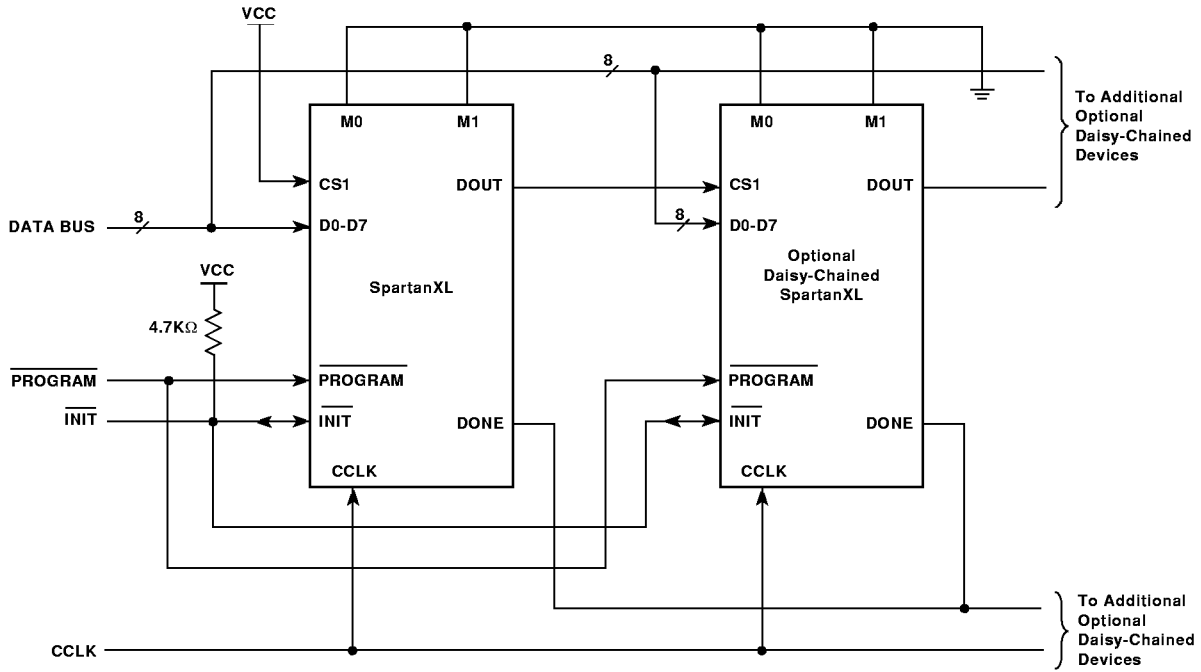 VCC
8
M0 M1
M0 M1
To Additional
Optional
Daisy-Chained
Devices
CS1 DOUT
CS1 DOUT
DATA BUS
8
D0-D7
8
D0-D7
Optional
Daisy-Chained
SpartanXL
SpartanXL
VCC
4.7KΩ
PROGRAM
PROGRAM
PROGRAM
INIT
INIT
DONE
INIT
DONE
CCLK
CCLK
To Additional
Optional
Daisy-Chained
Devices
CCLK